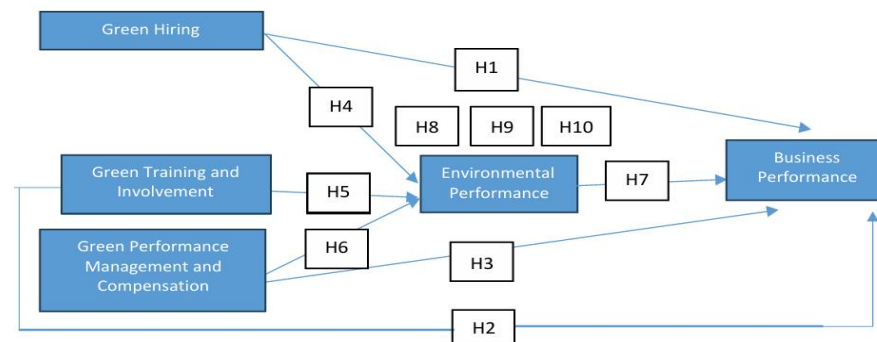 Green Hiring
H1
H4
H8
H9
H10
Green Training and
Involvement
H5
Environmental
Performance
H7
Business
Performance
Green Performance
Management and
Compensation
H6
H3
H2